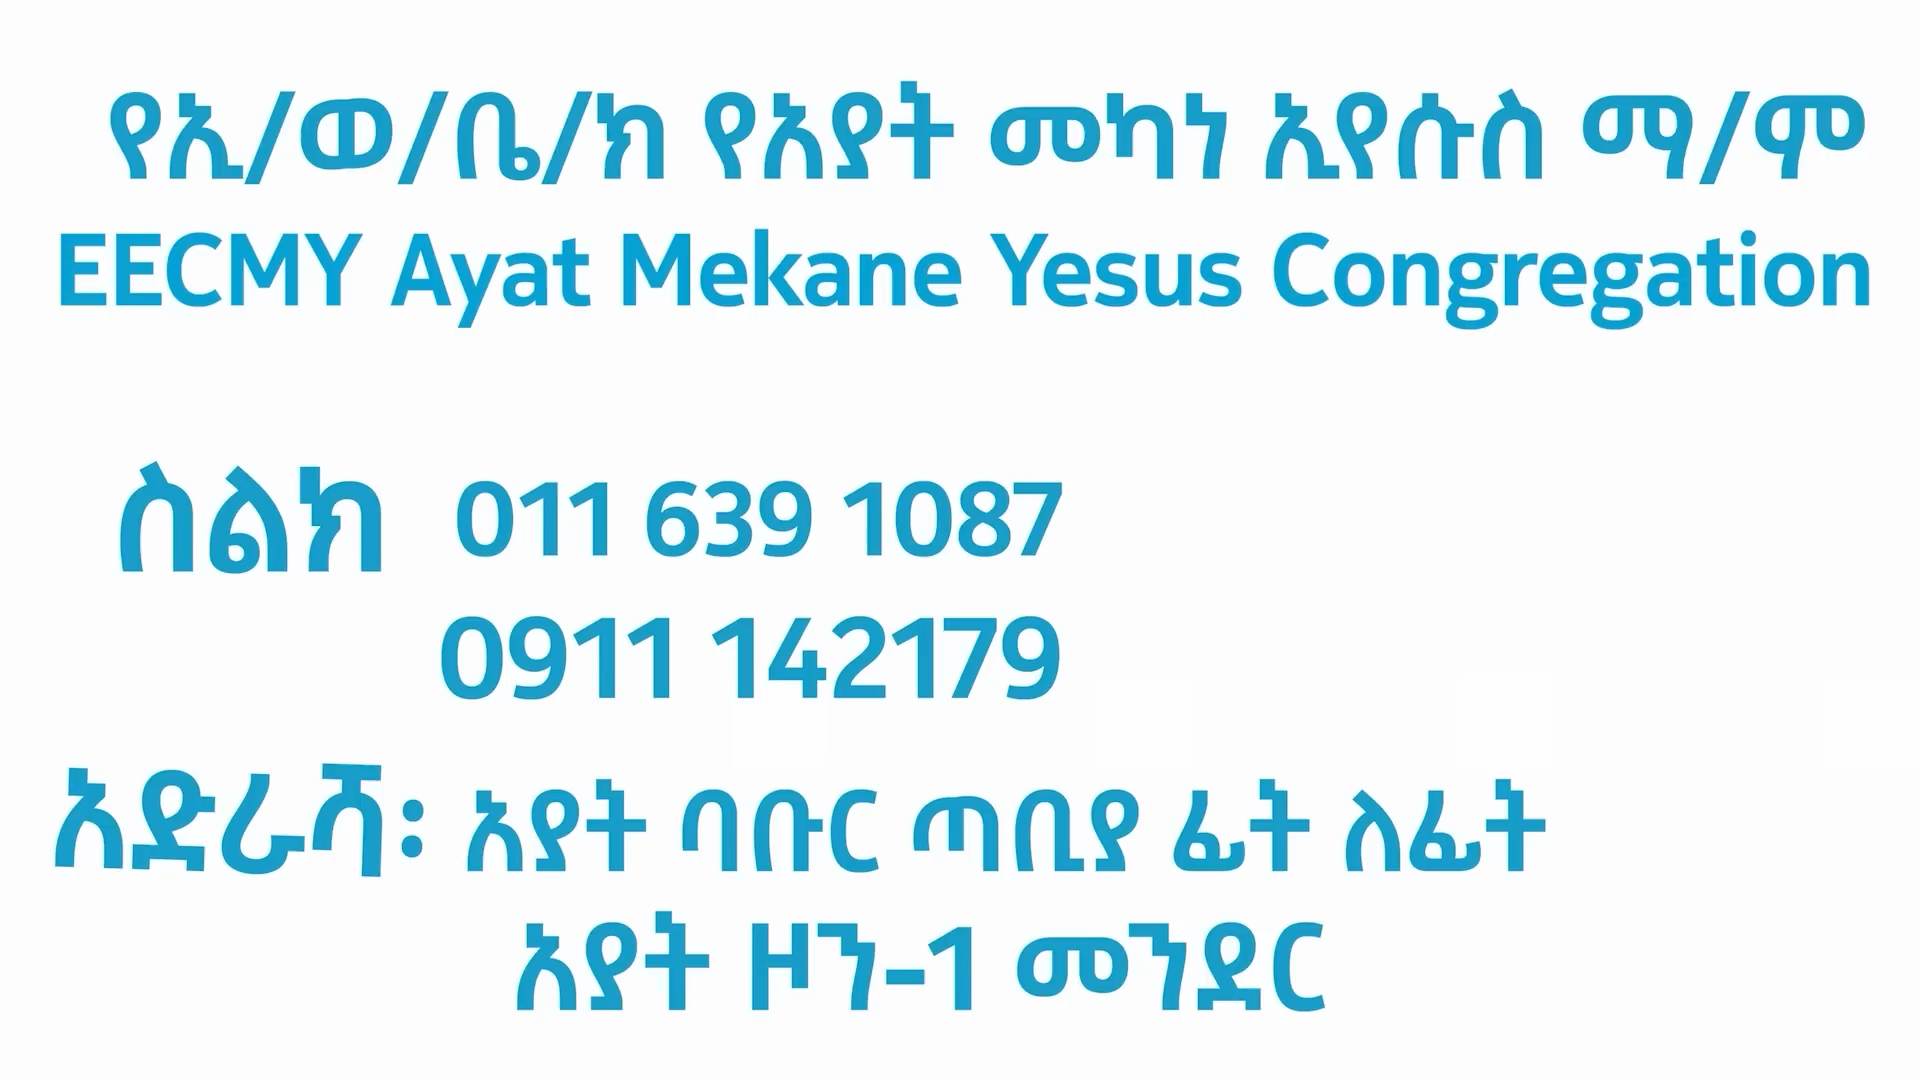 የኢ/ወ/ቤ/ክ የአያት መካነ ኢየሱስ ማ/ም
EECMY Ayat Mekane Yesus Congregation
ስልክ 011 639 1087
0911 142179
አድራሻ፡ አያት ባቡር ጣቢያ ፊት ለፊት
አያት ዞን-1 መንደር